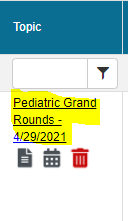 Topic
Pediatric Grand
Rounds -
4/29/2021